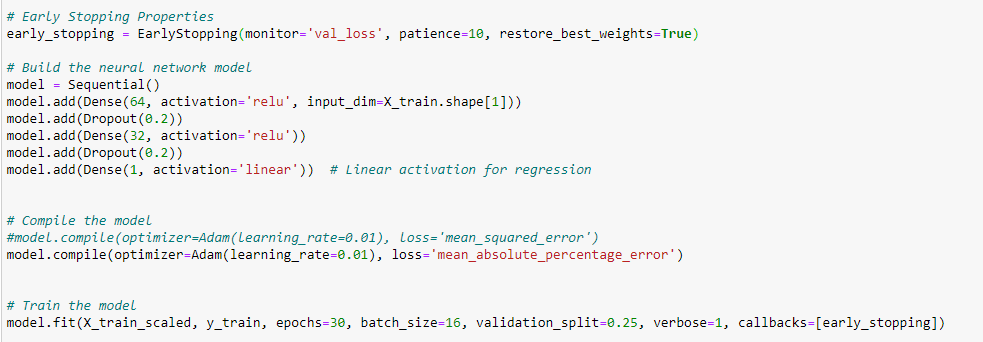 # Early Stopping Properties
early_stopping = EarlyStopping(monitor='val_loss', patience=10, restore_best_weights=True)
# Build the neural network model
model = Sequential()
model.add(Dense(64, activation='relu', input_dim=X_train.shape[1]))
model.add(Dropout(0.2))
model.add(Dense(32, activation='relu'))
model.add(Dropout(0.2))
model.add(Dense(1, activation='linear'))  # Linear activation for regression
# Compile the model
#model.compile(optimizer=Adam(learning_rate=0.01), loss='mean_squared_error')
model.compile(optimizer=Adam(learning_rate=0.01), loss='mean_absolute_percentage_error')
# Train the model
model.fit(X_train_scaled, y_train, epochs=30, batch_size=16, validation_split=0.25, verbose=1, callbacks=[early_stopping])